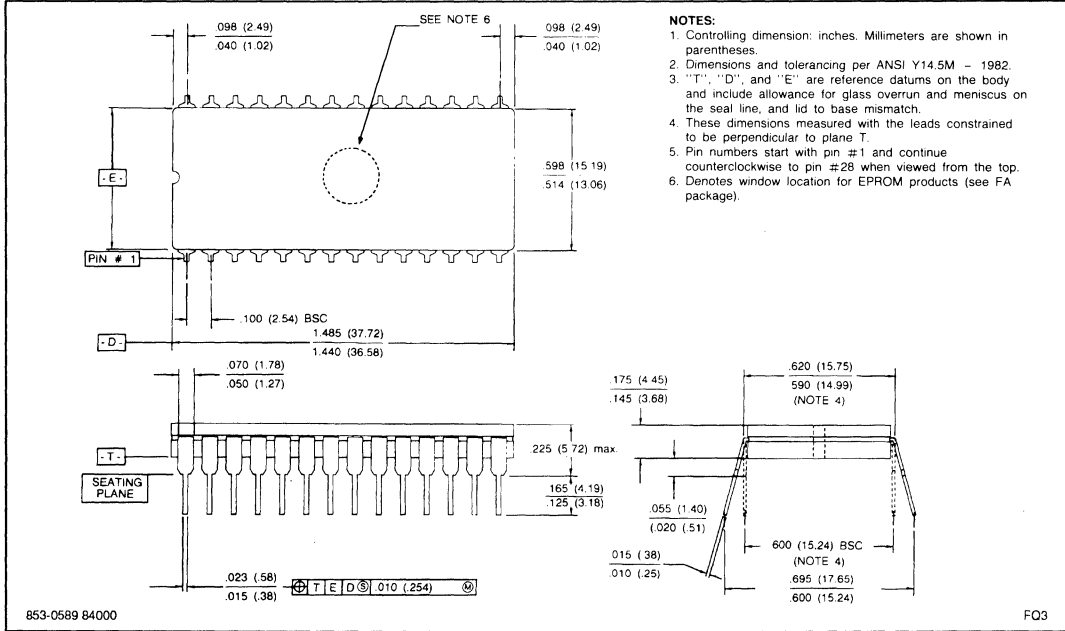 SEE NOTE 6
.098 (2.49)
.040 (1.02)
.098 (2.49)
.040 (1.02)
-E-
.598 (15.19)
.514 (13.06)
PIN # 1
.100 (2.54) BSC
-D-
1.485 (37.72)
1.440 (36.58)
NOTES:
1. Controlling dimension: inches. Millimeters are shown in
parentheses.
2. Dimensions and tolerancing per ANSI Y14.5M – 1982.
3. "T", "D", and "E" are reference datums on the body
and include allowance for glass overrun and meniscus on
the seal line, and lid to base mismatch.
4. These dimensions measured with the leads constrained
to be perpendicular to plane T.
5. Pin numbers start with pin #1 and continue
counterclockwise to pin #28 when viewed from the top.
6. Denotes window location for EPROM products (see FA
package).
.070 (1.78)
.050 (1.27)
-T-
SEATING
PLANE
.225 (5.72) max.
.165 (4.19)
.125 (3.18)
.023 (.58)
.015 (.38)
⌖ T E D Ⓢ .010 (.254) Ⓜ
.175 (4.45)
.145 (3.68)
.620 (15.75)
590 (14.99)
(NOTE 4)
.055 (1.40)
(.020 (.51)
015 (.38)
.010 (.25)
600 (15.24) BSC
(NOTE 4)
.695 (17.65)
.600 (15.24)
853-0589 84000
FQ3